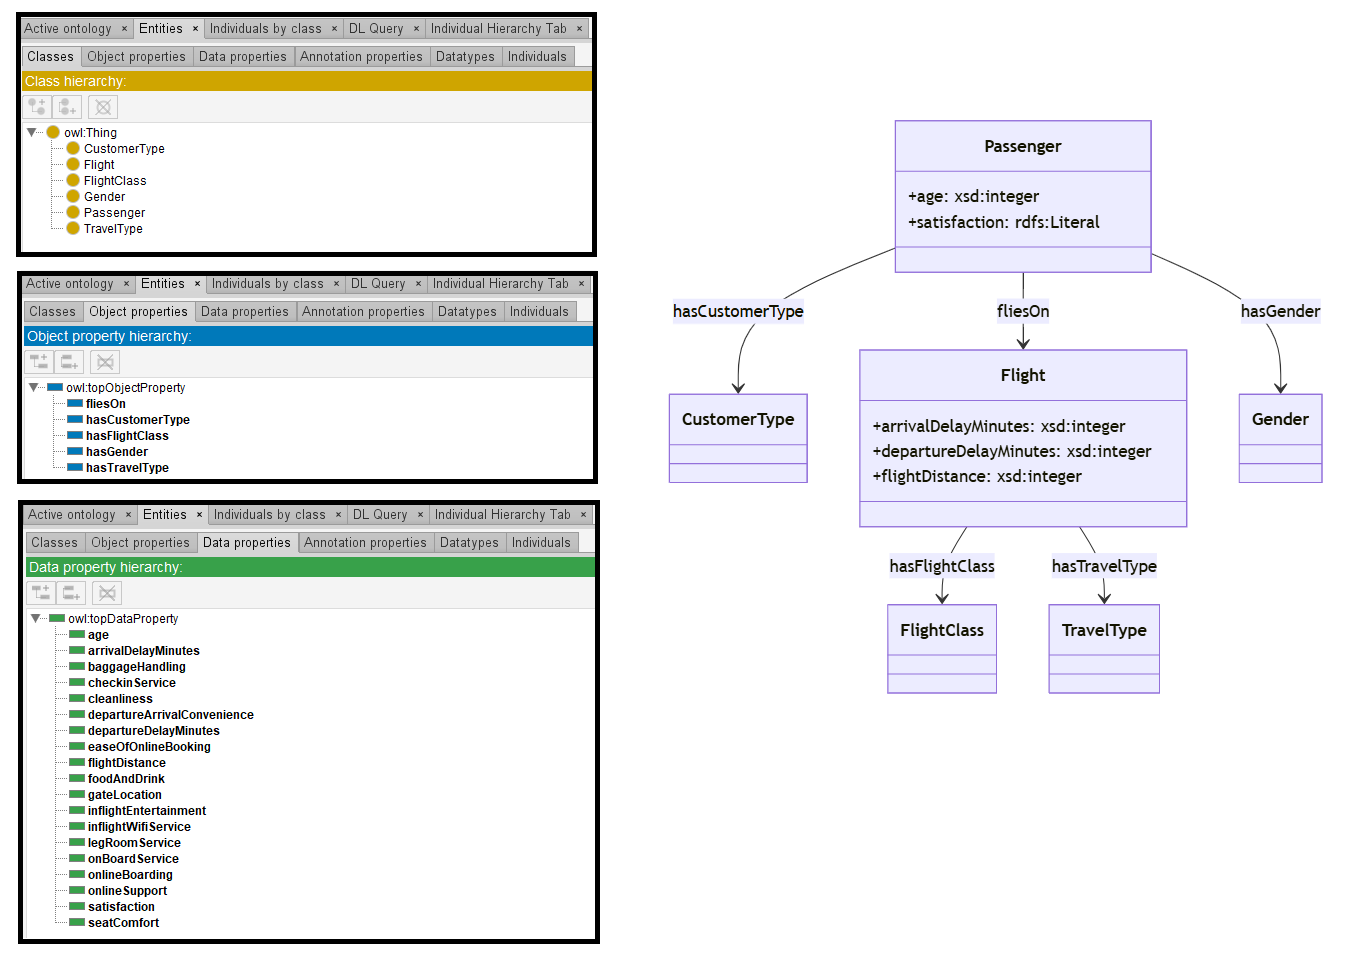 Active ontology × Entities × Individuals by class × DL Query × Individual Hierarchy Tab ×
Classes Object properties Data properties Annotation properties Datatypes Individuals
Class hierarchy:
owl:Thing
CustomerType
Flight
FlightClass
Gender
Passenger
TravelType
Active ontology × Entities × Individuals by class × DL Query × Individual Hierarchy Tab ×
Classes Object properties Data properties Annotation properties Datatypes Individuals
Object property hierarchy:
owl:topObjectProperty
fliesOn
hasCustomerType
hasFlightClass
hasGender
hasTravelType
Active ontology × Entities × Individuals by class × DL Query × Individual Hierarchy Tab ×
Classes Object properties Data properties Annotation properties Datatypes Individuals
Data property hierarchy:
owl:topDataProperty
age
arrivalDelayMinutes
baggageHandling
checkinService
cleanliness
departureArrivalConvenience
departureDelayMinutes
easeOfOnlineBooking
flightDistance
foodAndDrink
gateLocation
inflightEntertainment
inflightWifiService
legRoomService
onBoardService
onlineBoarding
onlineSupport
satisfaction
seatComfort
Passenger
+age: xsd:integer
+satisfaction: rdfs:Literal
hasCustomerType fliesOn hasGender
CustomerType
Flight
+arrivalDelayMinutes: xsd:integer
+departureDelayMinutes: xsd:integer
+flightDistance: xsd:integer
Gender
hasFlightClass hasTravelType
FlightClass TravelType